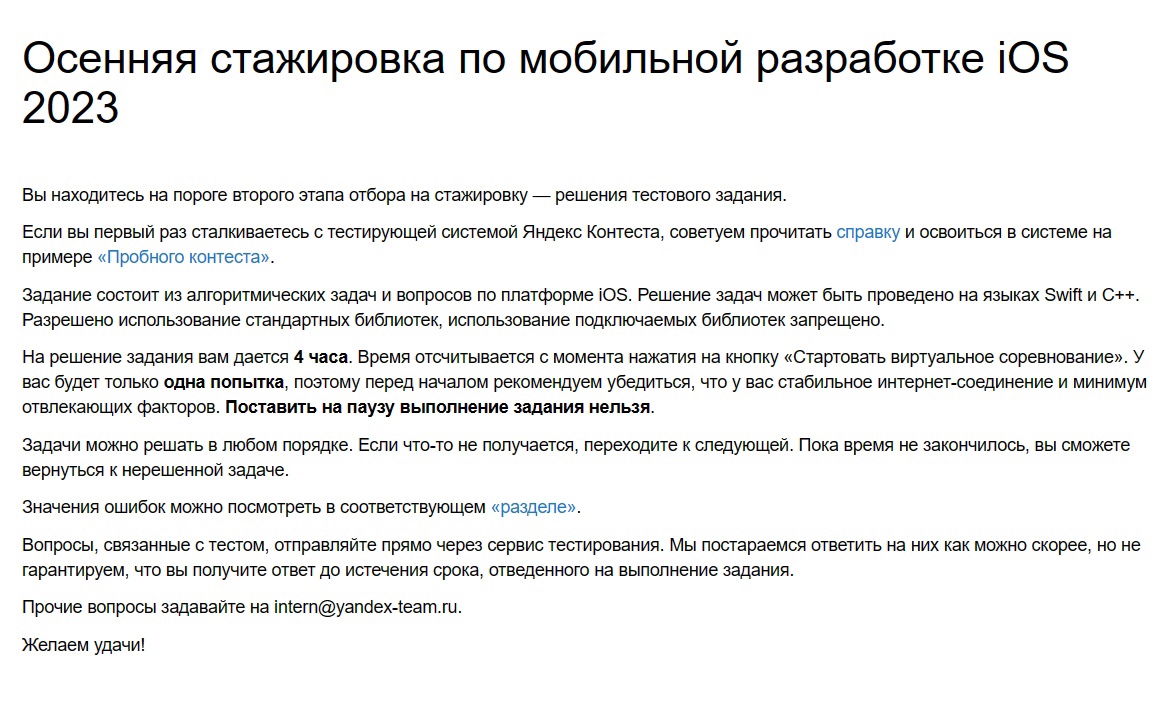 Осенняя стажировка по мобильной разработке iOS
2023
Вы находитесь на пороге второго этапа отбора на стажировку — решения тестового задания.
Если вы первый раз сталкиваетесь с тестирующей системой Яндекс Контеста, советуем прочитать справку и освоиться в системе на
примере «Пробного контеста».
Задание состоит из алгоритмических задач и вопросов по платформе iOS. Решение задач может быть проведено на языках Swift и C++.
Разрешено использование стандартных библиотек, использование подключаемых библиотек запрещено.
На решение задания вам дается 4 часа. Время отсчитывается с момента нажатия на кнопку «Стартовать виртуальное соревнование». У
вас будет только одна попытка, поэтому перед началом рекомендуем убедиться, что у вас стабильное интернет-соединение и минимум
отвлекающих факторов. Поставить на паузу выполнение задания нельзя.
Задачи можно решать в любом порядке. Если что-то не получается, переходите к следующей. Пока время не закончилось, вы сможете
вернуться к нерешенной задаче.
Значения ошибок можно посмотреть в соответствующем «разделе».
Вопросы, связанные с тестом, отправляйте прямо через сервис тестирования. Мы постараемся ответить на них как можно скорее, но не
гарантируем, что вы получите ответ до истечения срока, отведенного на выполнение задания.
Прочие вопросы задавайте на intern@yandex-team.ru.
Желаем удачи!